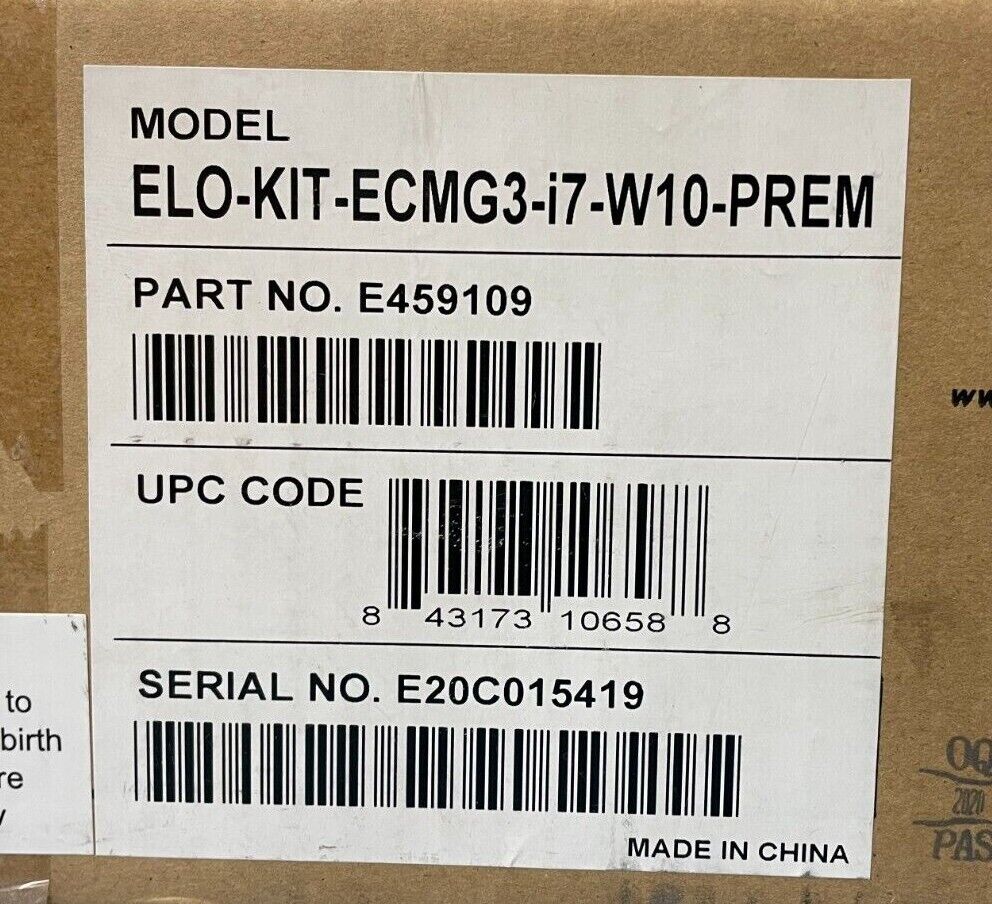 MODEL
ELO-KIT-ECMG3-i7-W10-PREM
PART NO. E459109
UPC CODE
8 43173 10658 8
SERIAL NO. E20C015419
MADE IN CHINA
to
birth
2020